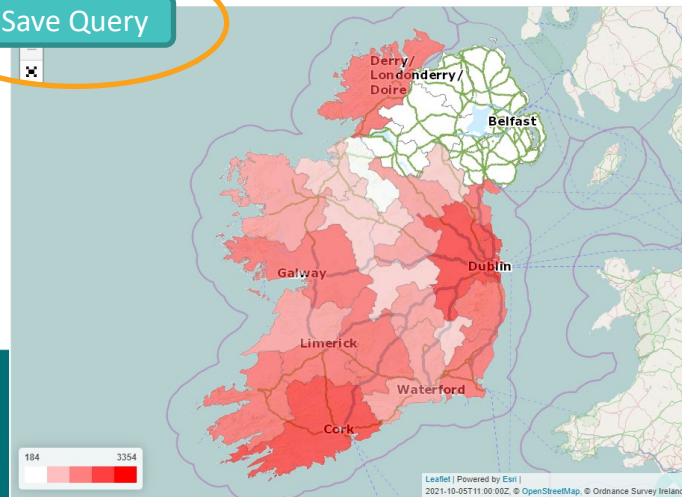 Save Query
Derry/
Londonderry/
Doire
Belfast
Galway
Dublin
Limerick
Waterford
Cork
184 3354
Leaflet | Powered by Esri |
2021-10-05T11:00:00Z, © OpenStreetMap, © Ordnance Survey Ireland